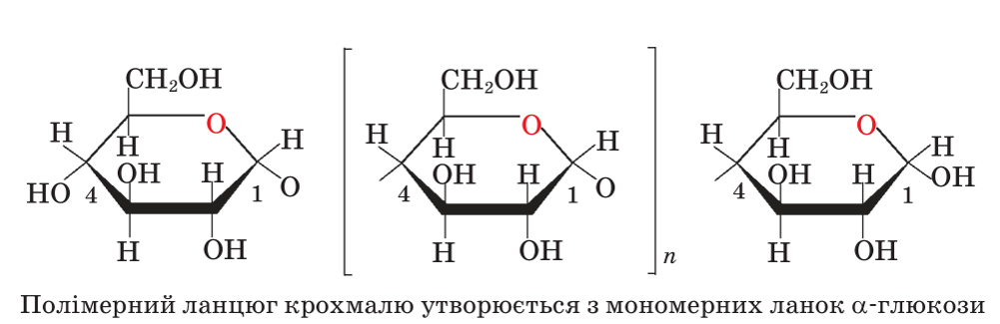 CH₂OH CH₂OH CH₂OH
O O O
H H H H H H
H H H
OH H OH H OH H
HO 4 1 O 4 1 O 4 1 OH
H OH H OH H OH
n
Полімерний ланцюг крохмалю утворюється з мономерних ланок α-глюкози